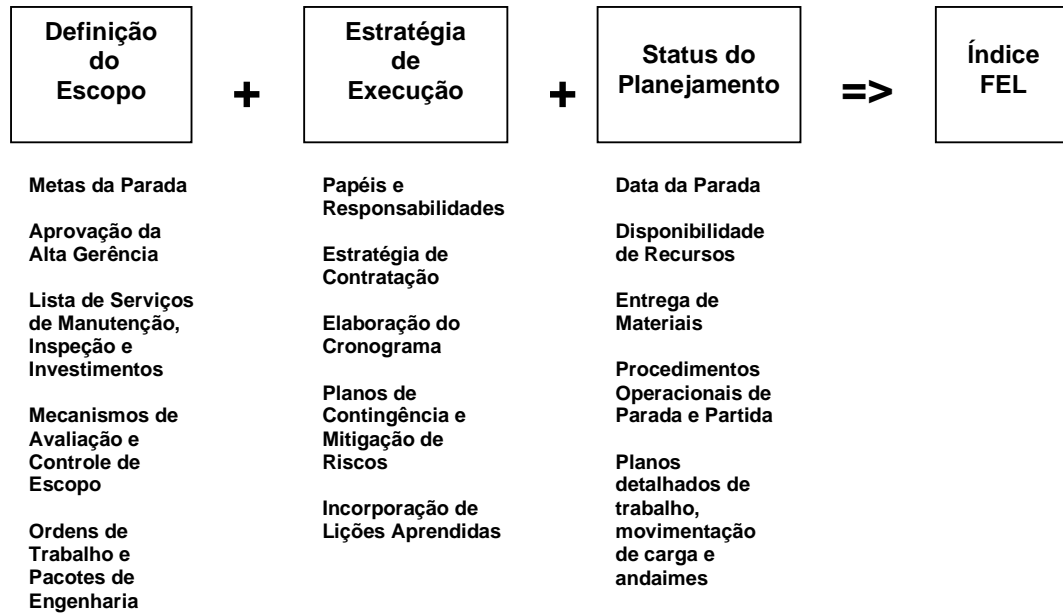 Definição
do
Escopo
+
Estratégia
de
Execução
+
Status do
Planejamento
=>
Índice
FEL
Metas da Parada
Aprovação da
Alta Gerência
Lista de Serviços
de Manutenção,
Inspeção e
Investimentos
Mecanismos de
Avaliação e
Controle de
Escopo
Ordens de
Trabalho e
Pacotes de
Engenharia
Papéis e
Responsabilidades
Estratégia de
Contratação
Elaboração do
Cronograma
Planos de
Contingência e
Mitigação de
Riscos
Incorporação de
Lições Aprendidas
Data da Parada
Disponibilidade
de Recursos
Entrega de
Materiais
Procedimentos
Operacionais de
Parada e Partida
Planos
detalhados de
trabalho,
movimentação
de carga e
andaimes